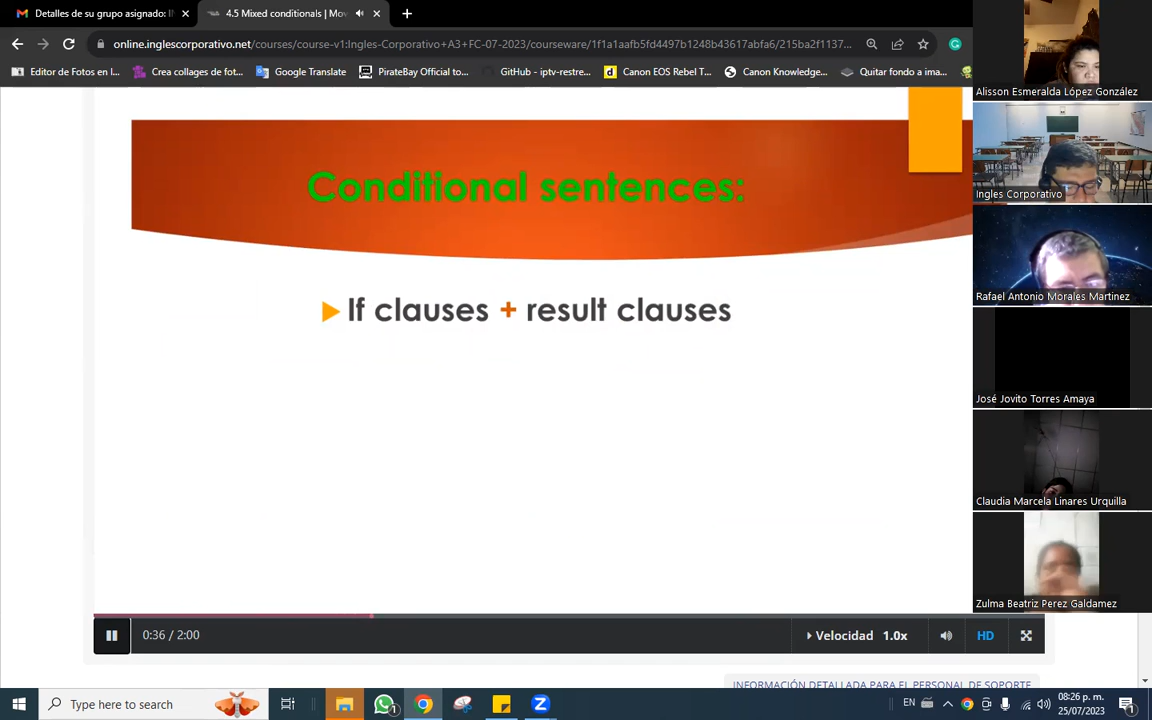 Detalles de su grupo asignado: I
4.5 Mixed conditionals | Mov
online.inglescorporativo.net/courses/course-v1:Ingles-Corporativo+A3+FC-07-2023/courseware/1f1a1aafb5fd4497b1248b43617abfa6/215ba2f1137...
Editor de Fotos en l...
Crea collages de fot...
Google Translate
PirateBay Official to...
GitHub - iptv-restre...
Canon EOS Rebel T...
Canon Knowledge...
Quitar fondo a ima...
Conditional sentences:
If clauses + result clauses
0:36 / 2:00
Velocidad 1.0x
HD
INFORMACIÓN DETALLADA PARA EL PERSONAL DE SOPORTE
Alisson Esmeralda López González
Ingles Corporativo
Rafael Antonio Morales Martinez
José Jovito Torres Amaya
Claudia Marcela Linares Urquilla
Zulma Beatriz Perez Galdamez
Type here to search
1
EN
08:26 p. m.
25/07/2023
1